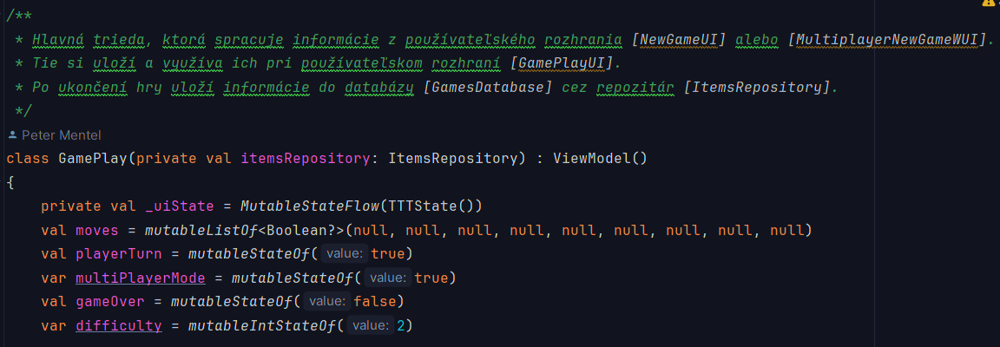 /**
 * Hlavná trieda, ktorá spracuje informácie z používateľského rozhrania [NewGameUI] alebo [MultiplayerNewGameWUI].
 * Tie si uloží a využíva ich pri používateľskom rozhraní [GamePlayUI].
 * Po ukončení hry uloží informácie do databázy [GamesDatabase] cez repozitár [ItemsRepository].
 */
Peter Mentel
class GamePlay(private val itemsRepository: ItemsRepository) : ViewModel()
{
    private val _uiState = MutableStateFlow(TTTState())
    val moves = mutableListOf<Boolean?>(null, null, null, null, null, null, null, null, null)
    val playerTurn = mutableStateOf( value: true)
    var multiPlayerMode = mutableStateOf( value: true)
    val gameOver = mutableStateOf( value: false)
    var difficulty = mutableIntStateOf( value: 2)